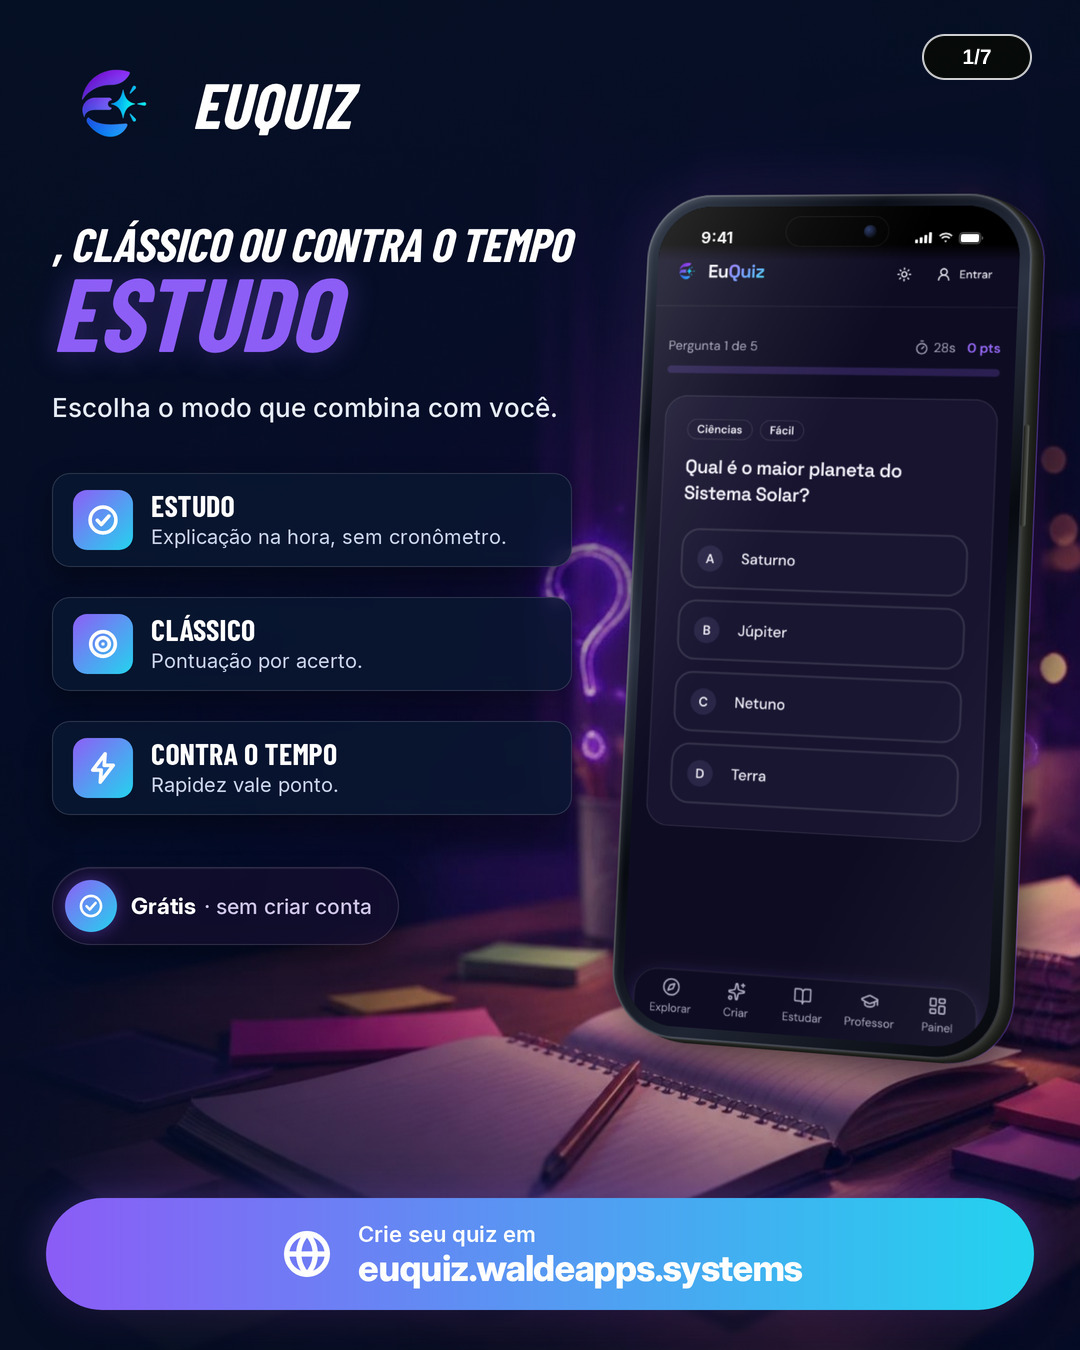 1/7
EUQUIZ
, CLÁSSICO OU CONTRA O TEMPO
ESTUDO
Escolha o modo que combina com você.
ESTUDO
Explicação na hora, sem cronômetro.
CLÁSSICO
Pontuação por acerto.
CONTRA O TEMPO
Rapidez vale ponto.
Grátis · sem criar conta
9:41
EuQuiz
Entrar
Pergunta 1 de 5
28s 0 pts
Ciências Fácil
Qual é o maior planeta do
Sistema Solar?
A Saturno
B Júpiter
C Netuno
D Terra
Explorar Criar Estudar Professor Painel
Crie seu quiz em
euquiz.waldeapps.systems